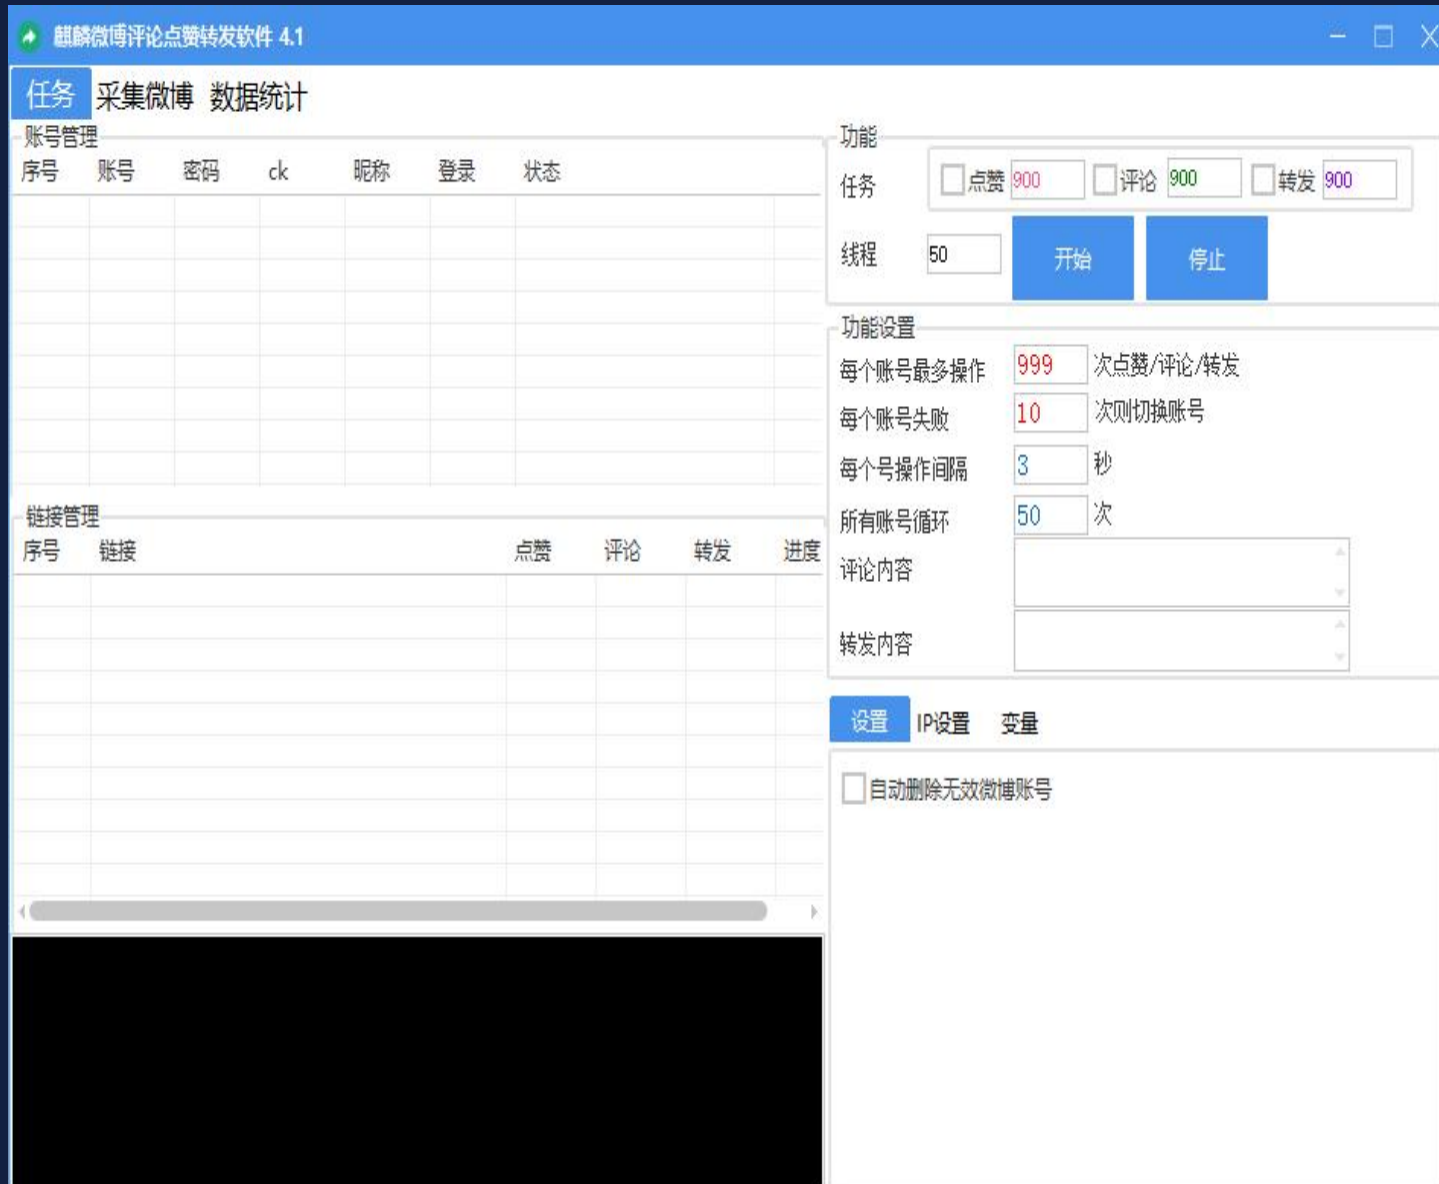 麒麟微博评论点赞转发软件 4.1
任务 采集微博 数据统计
账号管理
序号 账号 密码 ck 昵称 登录 状态
链接管理
序号 链接 点赞 评论 转发 进度
功能
任务 点赞 900 评论 900 转发 900
线程 50 开始 停止
功能设置
每个账号最多操作 999 次点赞/评论/转发
每个账号失败 10 次则切换账号
每个号操作间隔 3 秒
所有账号循环 50 次
评论内容
转发内容
设置 IP设置 变量
自动删除无效微博账号